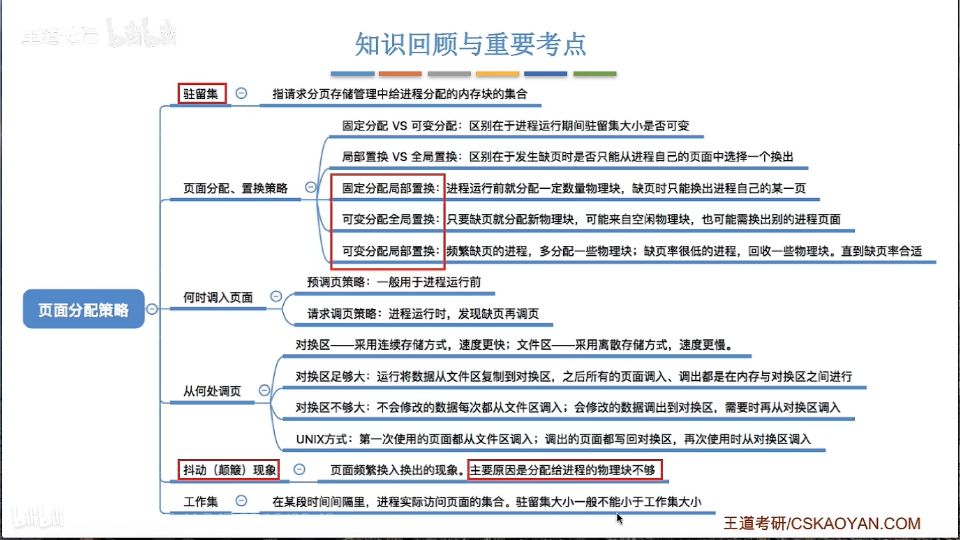 王道考研 bilibili
知识回顾与重要考点
驻留集
指请求分页存储管理中给进程分配的内存块的集合
页面分配、置换策略
固定分配 VS 可变分配：区别在于进程运行期间驻留集大小是否可变
局部置换 VS 全局置换：区别在于发生缺页时是否只能从进程自己的页面中选择一个换出
固定分配局部置换：进程运行前就分配一定数量物理块，缺页时只能换出进程自己的某一页
可变分配全局置换：只要缺页就分配新物理块，可能来自空闲物理块，也可能需换出别的进程页面
可变分配局部置换：频繁缺页的进程，多分配一些物理块；缺页率很低的进程，回收一些物理块。直到缺页率合适
页面分配策略
何时调入页面
预调页策略：一般用于进程运行前
请求调页策略：进程运行时，发现缺页再调页
从何处调页
对换区——采用连续存储方式，速度更快；文件区——采用离散存储方式，速度更慢。
对换区足够大：运行将数据从文件区复制到对换区，之后所有的页面调入、调出都是在内存与对换区之间进行
对换区不够大：不会修改的数据每次都从文件区调入；会修改的数据调出到对换区，需要时再从对换区调入
UNIX方式：第一次使用的页面都从文件区调入；调出的页面都写回对换区，再次使用时从对换区调入
抖动（颠簸）现象
页面频繁换入换出的现象。主要原因是分配给进程的物理块不够
工作集
在某段时间间隔里，进程实际访问页面的集合。驻留集大小一般不能小于工作集大小
bilibili
王道考研/CSKAOYAN.COM